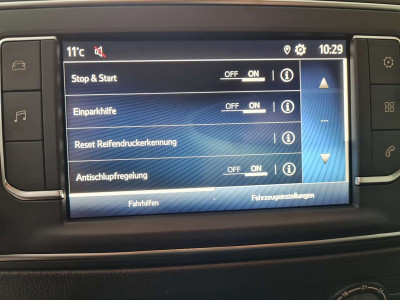 11°C 10:29
Stop & Start OFF ON
Einparkhilfe OFF ON
Reset Reifendruckerkennung
Antischlupfregelung OFF ON
Fahrhilfen Fahrzeugeinstellungen